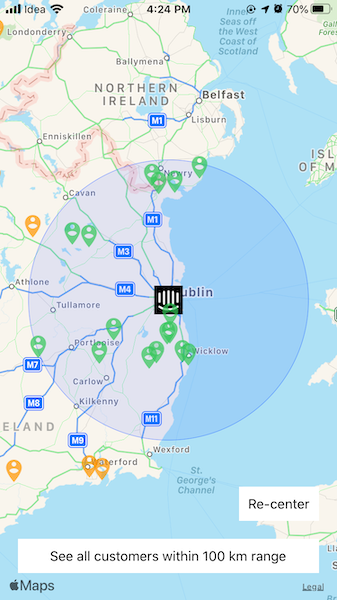 Idea 4:24 PM 70%
Coleraine
Londonderry
Inner
Seas off the
West Coast of
Scotland
Ballymena
NORTHERN
IRELAND
Belfast
Lisburn
M1
Enniskillen
ISL
OF M
Newry
Cavan
M1
M3
Athlone
M4
ublin
Tullamore
Portlaoise
Wicklow
M7
Carlow
M8
Kilkenny
M11
ELAND
M9
Wexford
Waterford
St.
George's
Channel
Re-center
See all customers within 100 km range
Maps
Legal